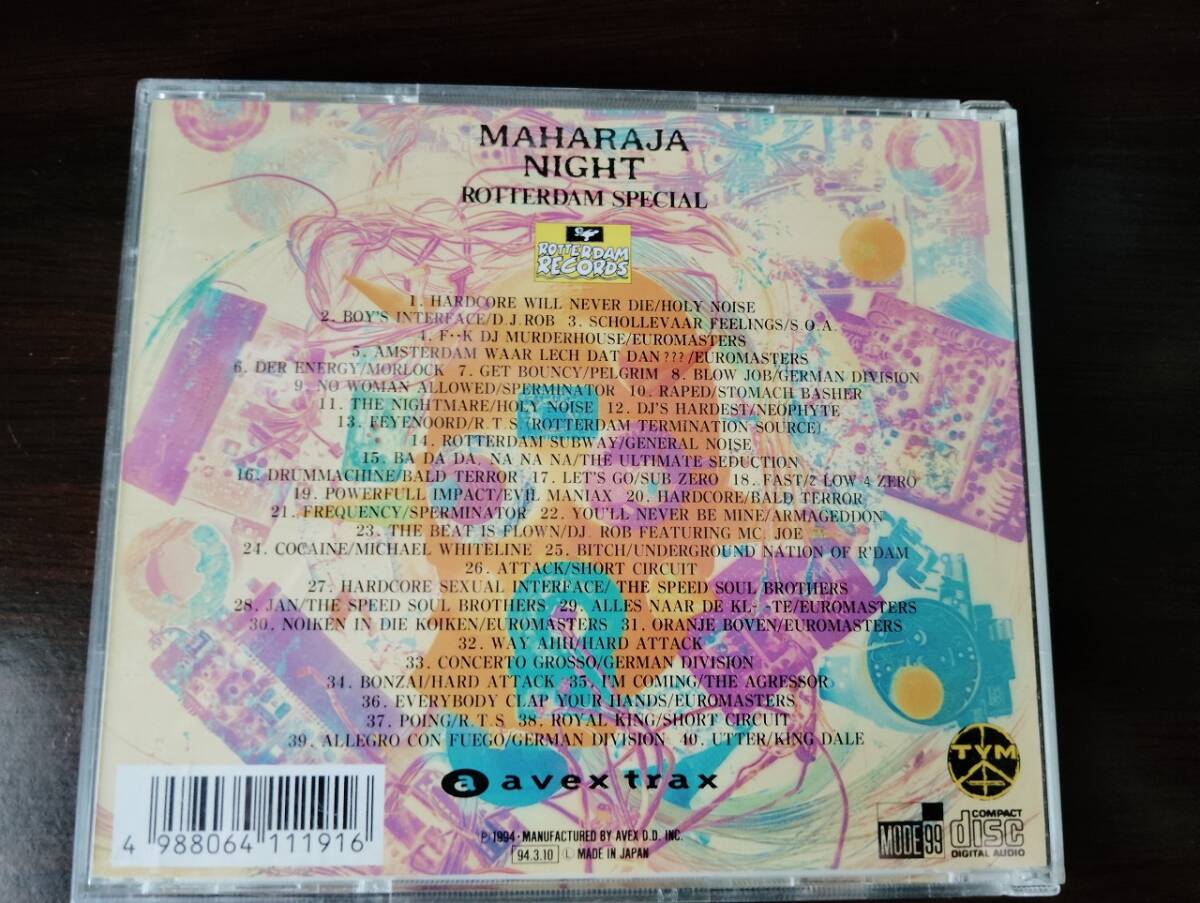 MAHARAJA
NIGHT
ROTTERDAM SPECIAL
ROTTERDAM
RECORDS
1. HARDCORE WILL NEVER DIE/HOLY NOISE
2. BOY'S INTERFACE/D.J.ROB 3. SCHOLLEVAAR FEELINGS/S.O.A.
4. F··K DJ MURDERHOUSE/EUROMASTERS
5. AMSTERDAM WAAR LECH DAT DAN???/EUROMASTERS
6. DER ENERGY/MORLOCK 7. GET BOUNCY/PELGRIM 8. BLOW JOB/GERMAN DIVISION
9. NO WOMAN ALLOWED/SPERMINATOR 10. RAPED/STOMACH BASHER
11. THE NIGHTMARE/HOLY NOISE 12. DJ'S HARDEST/NEOPHYTE
13. FEYENOORD/R.T.S.(ROTTERDAM TERMINATION SOURCE)
14. ROTTERDAM SUBWAY/GENERAL NOISE
15. BA DA DA, NA NA NA/THE ULTIMATE SEDUCTION
16. DRUMMACHINE/BALD TERROR 17. LET'S GO/SUB ZERO 18. FAST/2 LOW 4 ZERO
19. POWERFULL IMPACT/EVIL MANIAX 20. HARDCORE/BALD TERROR
21. FREQUENCY/SPERMINATOR 22. YOU'LL NEVER BE MINE/ARMAGEDDON
23. THE BEAT IS FLOWN/DJ. ROB FEATURING MC. JOE
24. COCAINE/MICHAEL WHITELINE 25. BITCH/UNDERGROUND NATION OF R'DAM
26. ATTACK/SHORT CIRCUIT
27. HARDCORE SEXUAL INTERFACE/THE SPEED SOUL BROTHERS
28. JAN/THE SPEED SOUL BROTHERS 29. ALLES NAAR DE KL··TE/EUROMASTERS
30. NOIKEN IN DIE KOIKEN/EUROMASTERS 31. ORANJE BOVEN/EUROMASTERS
32. WAY AHII/HARD ATTACK
33. CONCERTO GROSSO/GERMAN DIVISION
34. BONZAI/HARD ATTACK 35. I'M COMING/THE AGRESSOR
36. EVERYBODY CLAP YOUR HANDS/EUROMASTERS
37. POING/R.T.S 38. ROYAL KING/SHORT CIRCUIT
39. ALLEGRO CON FUEGO/GERMAN DIVISION 40. UTTER/KING DALE
a avex trax
TYM
4 988064 111916
Ⓟ 1994·MANUFACTURED BY AVEX D.D. INC.
94.3.10 Ⓛ MADE IN JAPAN
MODE 99
COMPACT
disc
DIGITAL AUDIO